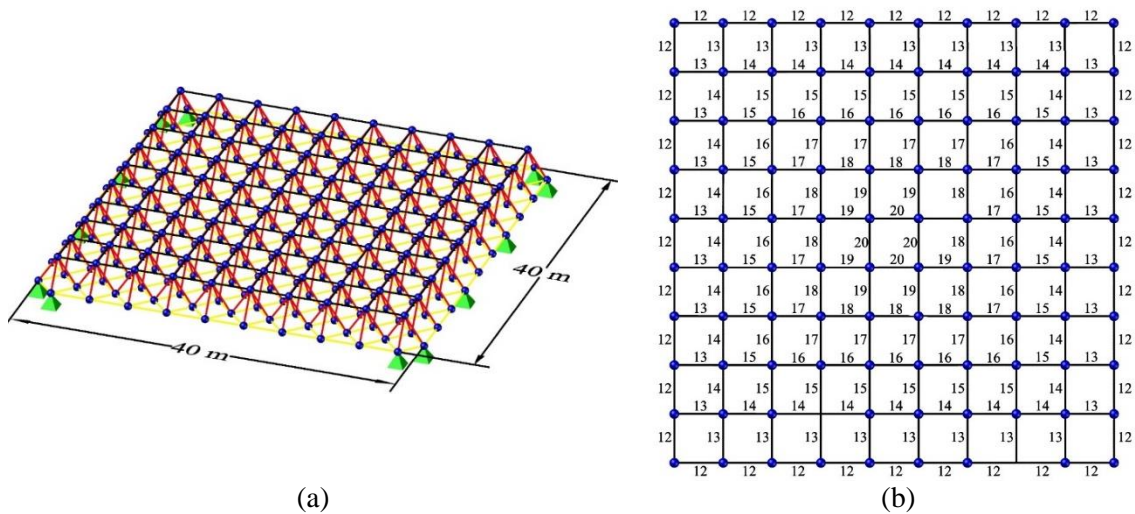 40 m
40 m
(a)
12 12 12 12 12 12 12 12 12
12 13 13 13 13 13 13 13 13 12
13 14 14 14 14 14 14 14 13
12 14 15 15 15 15 15 15 14 12
13 15 16 16 16 16 16 15 13
12 14 16 17 17 17 17 16 14 12
13 15 17 18 18 18 17 15 13
12 14 16 18 19 19 18 16 14 12
13 15 17 19 20 17 15 13
12 14 16 18 20 20 18 16 14 12
13 15 17 19 20 19 17 15 13
12 14 16 18 19 19 18 16 14 12
13 15 17 18 18 18 17 15 13
12 14 16 17 17 17 17 16 14 12
13 15 16 16 16 16 16 15 13
12 14 15 15 15 15 15 15 14 12
13 14 14 14 14 14 14 14 13
12 13 13 13 13 13 13 13 13 12
12 12 12 12 12 12 12 12 12
(b)